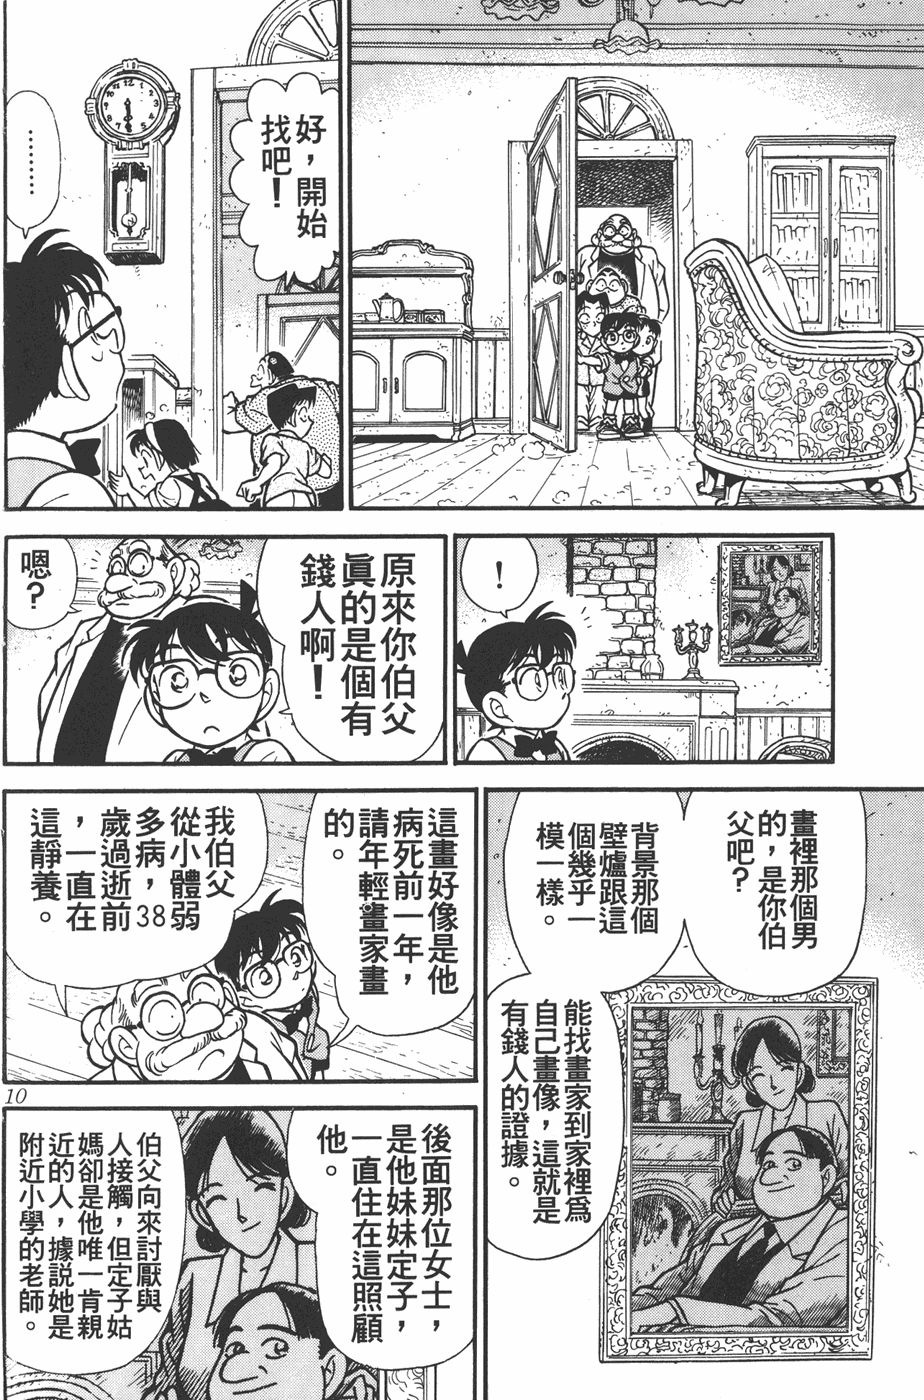 好，開始
找吧！
………
！
原來你伯父
眞的是個有
錢人啊！
嗯？
畫裡那個男
的，是你伯
父吧？
背景那個
壁爐跟這
個幾乎一
模一樣。
能找畫家到家裡爲
自己畫像，這就是
有錢人的證據。
這畫好像是他
病死前一年，
請年輕畫家畫
的。
我伯父
從小體弱
多病，38
歲過逝前
，一直在
這靜養。
後面那位女士，
是他妹妹定子，
一直住在這照顧
他。
伯父向來討厭與
人接觸，但定子姑
媽卻是他唯一肯親
近的人，據説她是
附近小學的老師。
10